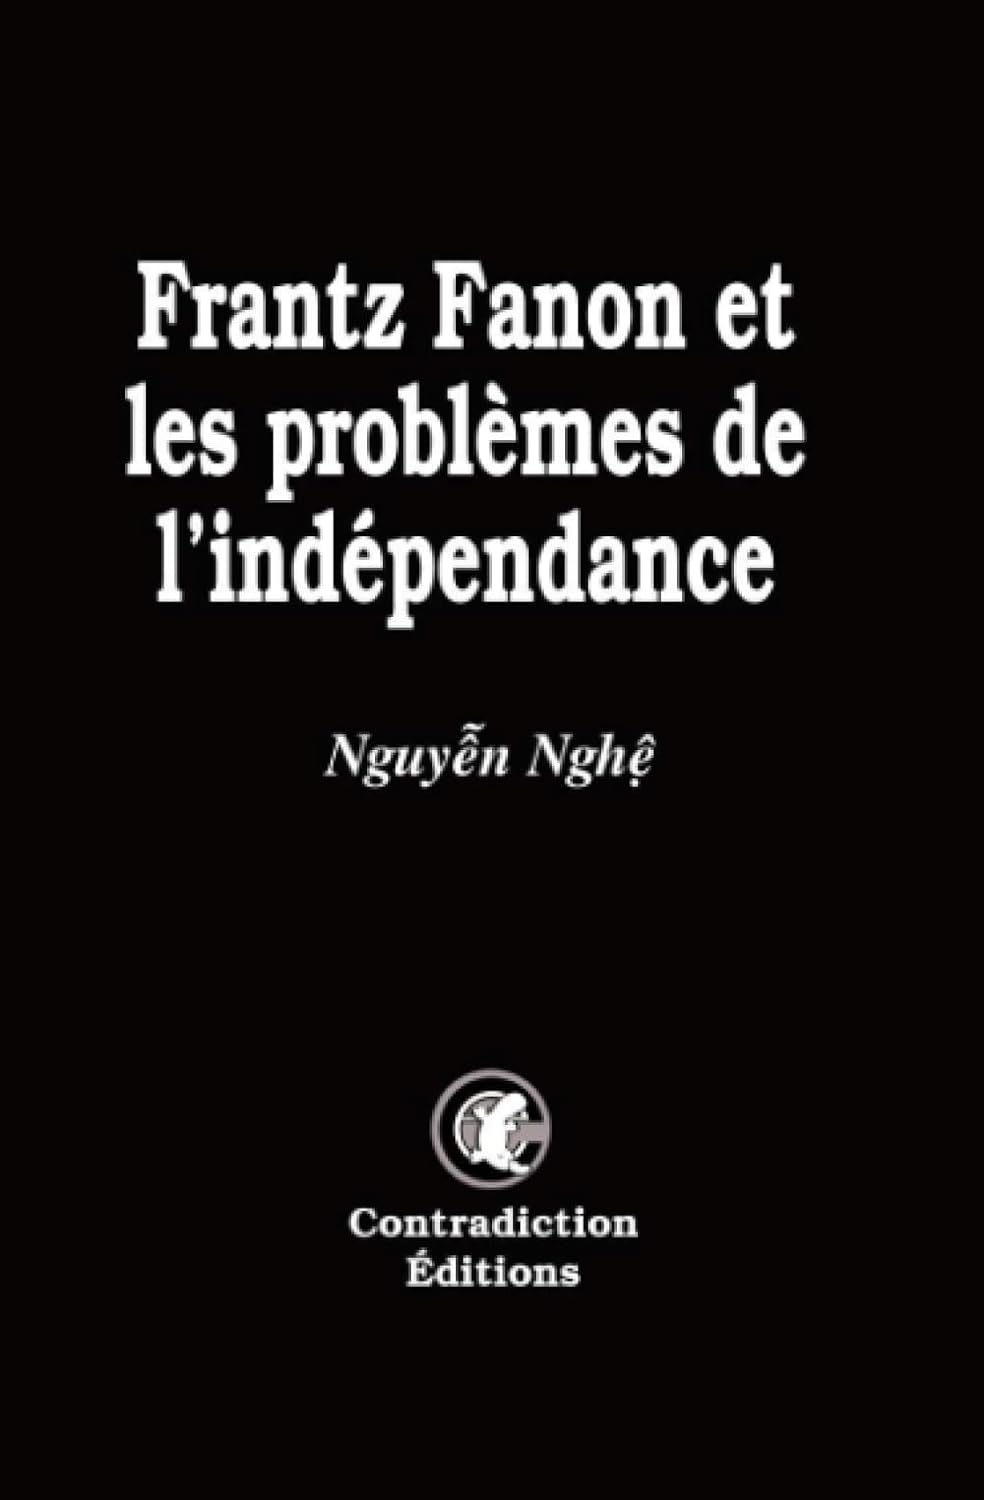 Frantz Fanon et
les problèmes de
l'indépendance
Nguyễn Nghệ
Contradiction
Éditions